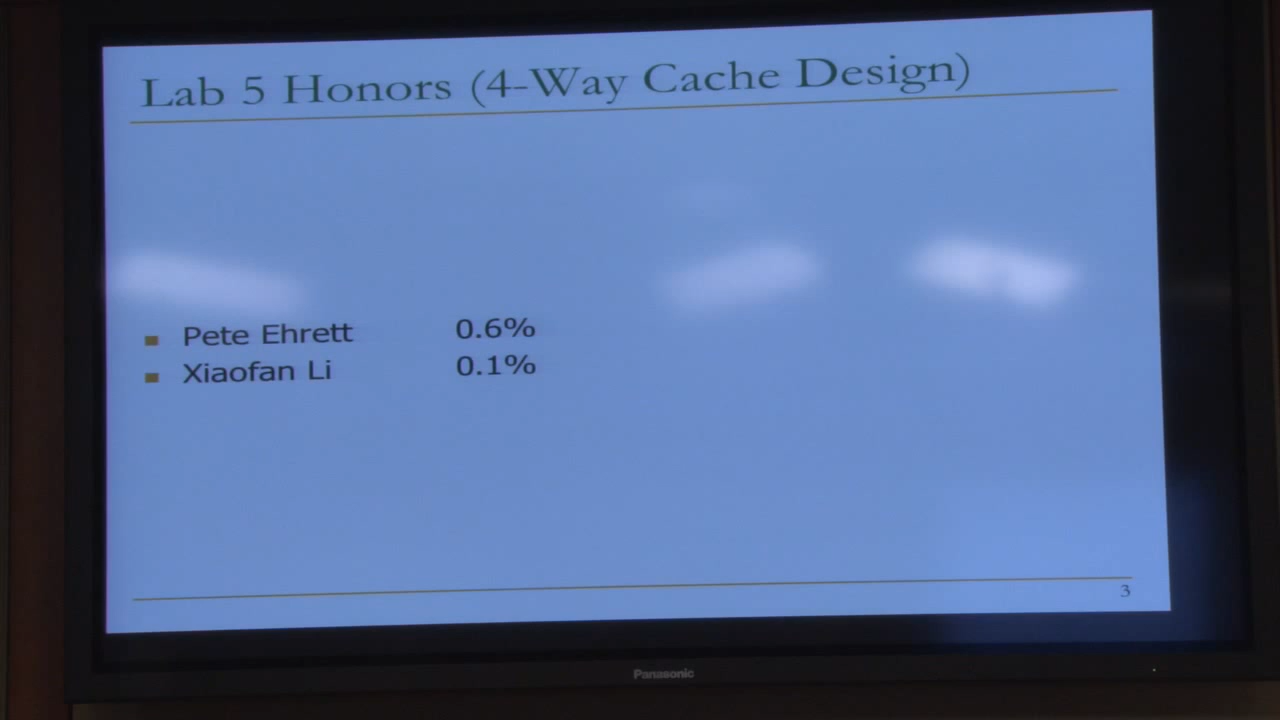 Lab 5 Honors (4-Way Cache Design)
Pete Ehrett 0.6%
Xiaofan Li 0.1%
3
Panasonic